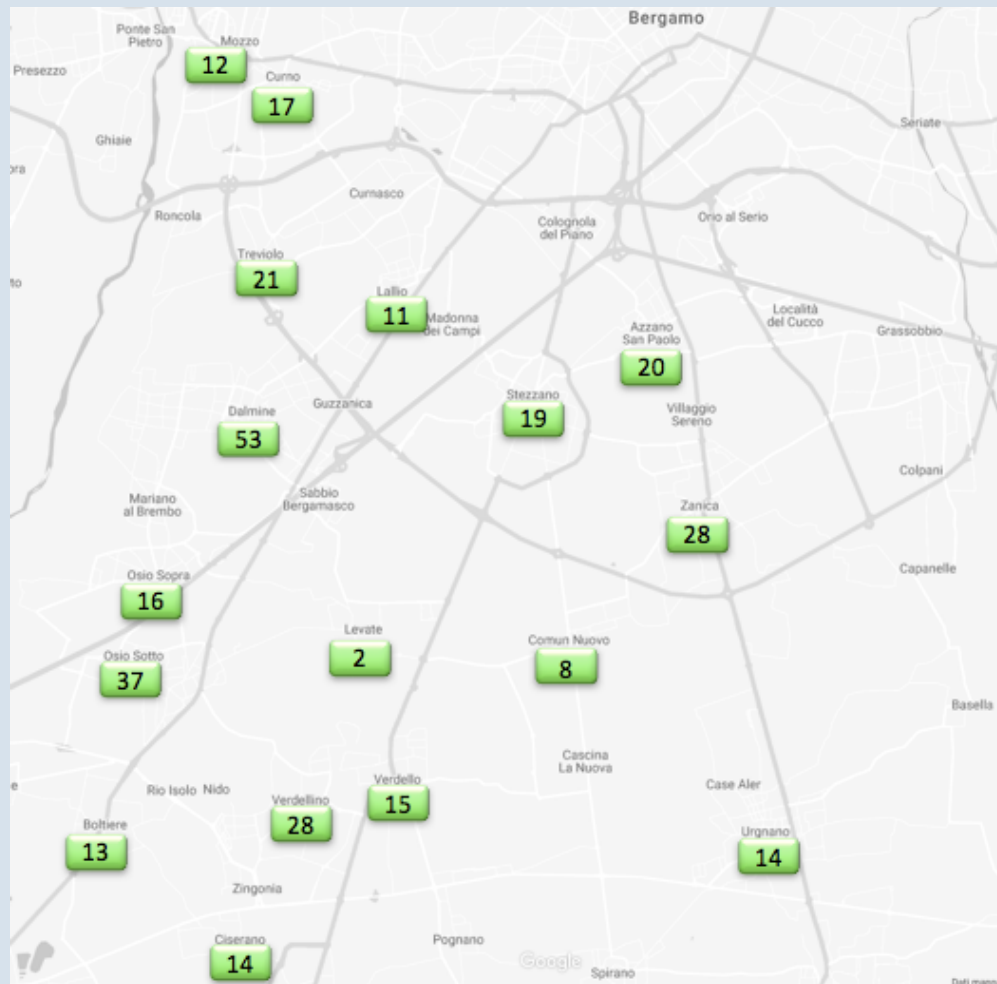 Bergamo
Ponte San
Pietro
Mozzo
12
Presezzo
Curno
17
Seriate
Ghiaie
ora
Curnasco
Roncola
Orio al Serio
Colognola
del Piano
Treviolo
21
to
Lallio
11
Madonna
dei Campi
Località
del Cucco
Azzano
San Paolo
20
Grassobbio
Stezzano
19
Guzzanica
Dalmine
53
Villaggio
Sereno
Colpani
Sabbio
Bergamasco
Mariano
al Brembo
Zanica
28
Capanelle
Osio Sopra
16
Levate
2
Comun Nuovo
8
Osio Sotto
37
Basella
Cascina
La Nuova
e
Rio Isolo
Nido
Verdello
15
Case Aler
Verdellino
28
Boltiere
13
Urgnano
14
Zingonia
Ciserano
14
Pognano
Google
Spirano
Dati mapp